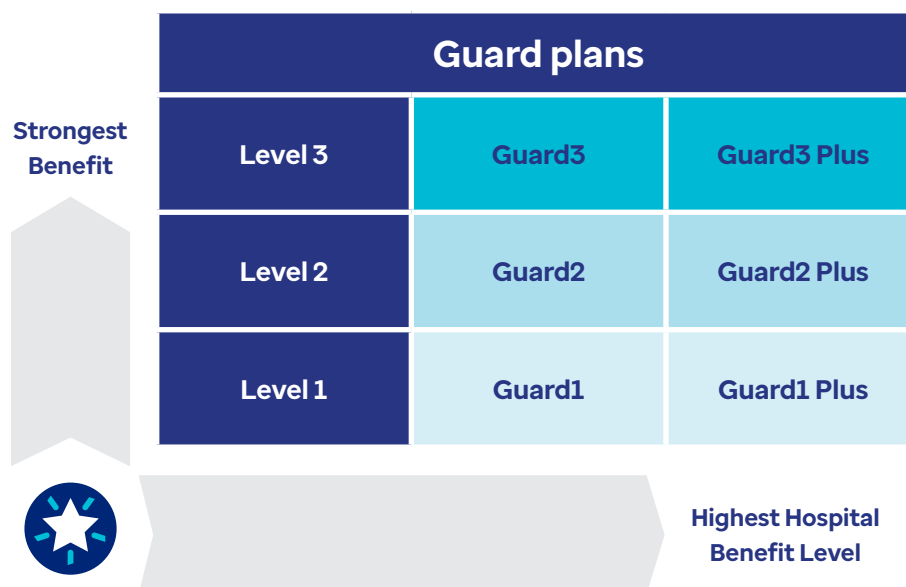 Guard plans
Strongest
Benefit
Level 3
Guard3
Guard3 Plus
Level 2
Guard2
Guard2 Plus
Level 1
Guard1
Guard1 Plus
Highest Hospital
Benefit Level